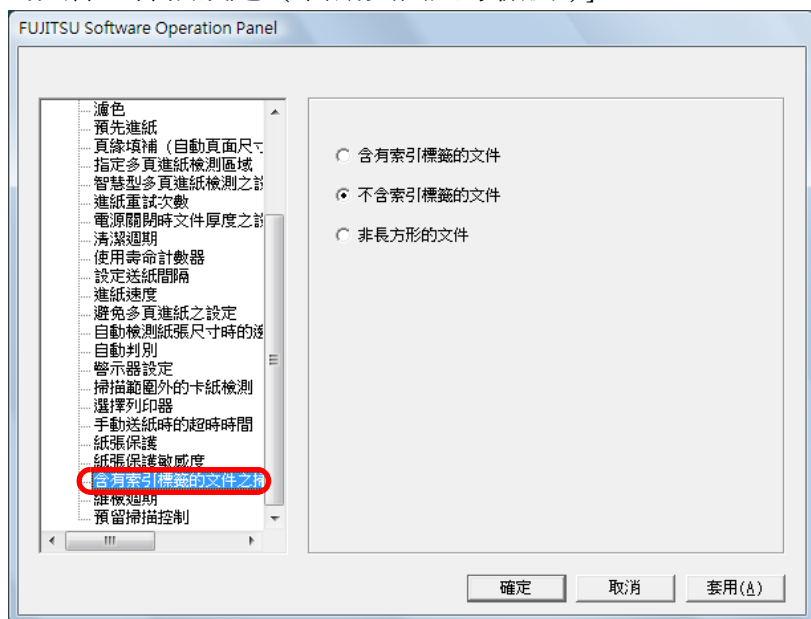 FUJITSU Software Operation Panel
濾色
預先進紙
頁緣填補（自動頁面尺寸
指定多頁進紙檢測區域
智慧型多頁進紙檢測之設
進紙重試次數
電源關閉時文件厚度之設
清潔週期
使用壽命計數器
設定送紙間隔
進紙速度
避免多頁進紙之設定
自動檢測紙張尺寸時的邊
自動判別
警示器設定
掃描範圍外的卡紙檢測
選擇列印器
手動送紙時的超時時間
紙張保護
紙張保護敏感度
含有索引標籤的文件之掃
維檢週期
預留掃描控制
含有索引標籤的文件
不含索引標籤的文件
非長方形的文件
確定
取消
套用(A)